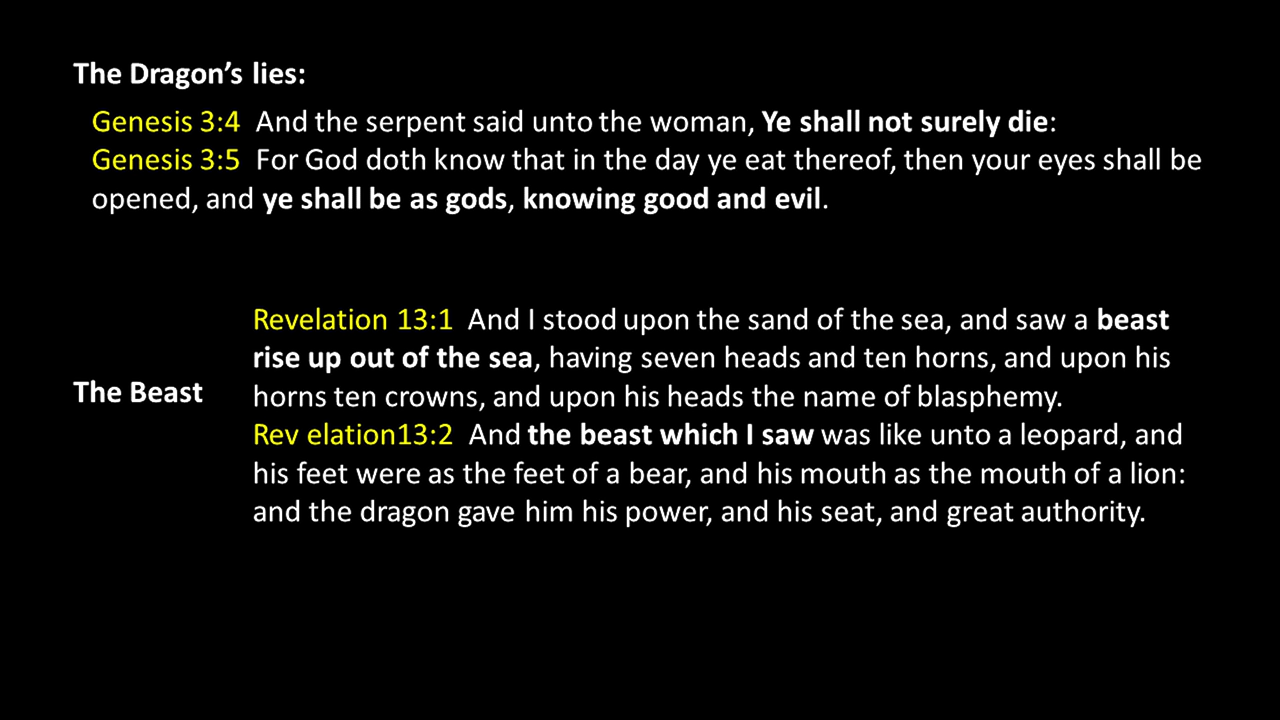 The Dragon’s lies:
Genesis 3:4  And the serpent said unto the woman, Ye shall not surely die:
Genesis 3:5  For God doth know that in the day ye eat thereof, then your eyes shall be
opened, and ye shall be as gods, knowing good and evil.
The Beast
Revelation 13:1  And I stood upon the sand of the sea, and saw a beast
rise up out of the sea, having seven heads and ten horns, and upon his
horns ten crowns, and upon his heads the name of blasphemy.
Rev elation13:2  And the beast which I saw was like unto a leopard, and
his feet were as the feet of a bear, and his mouth as the mouth of a lion:
and the dragon gave him his power, and his seat, and great authority.